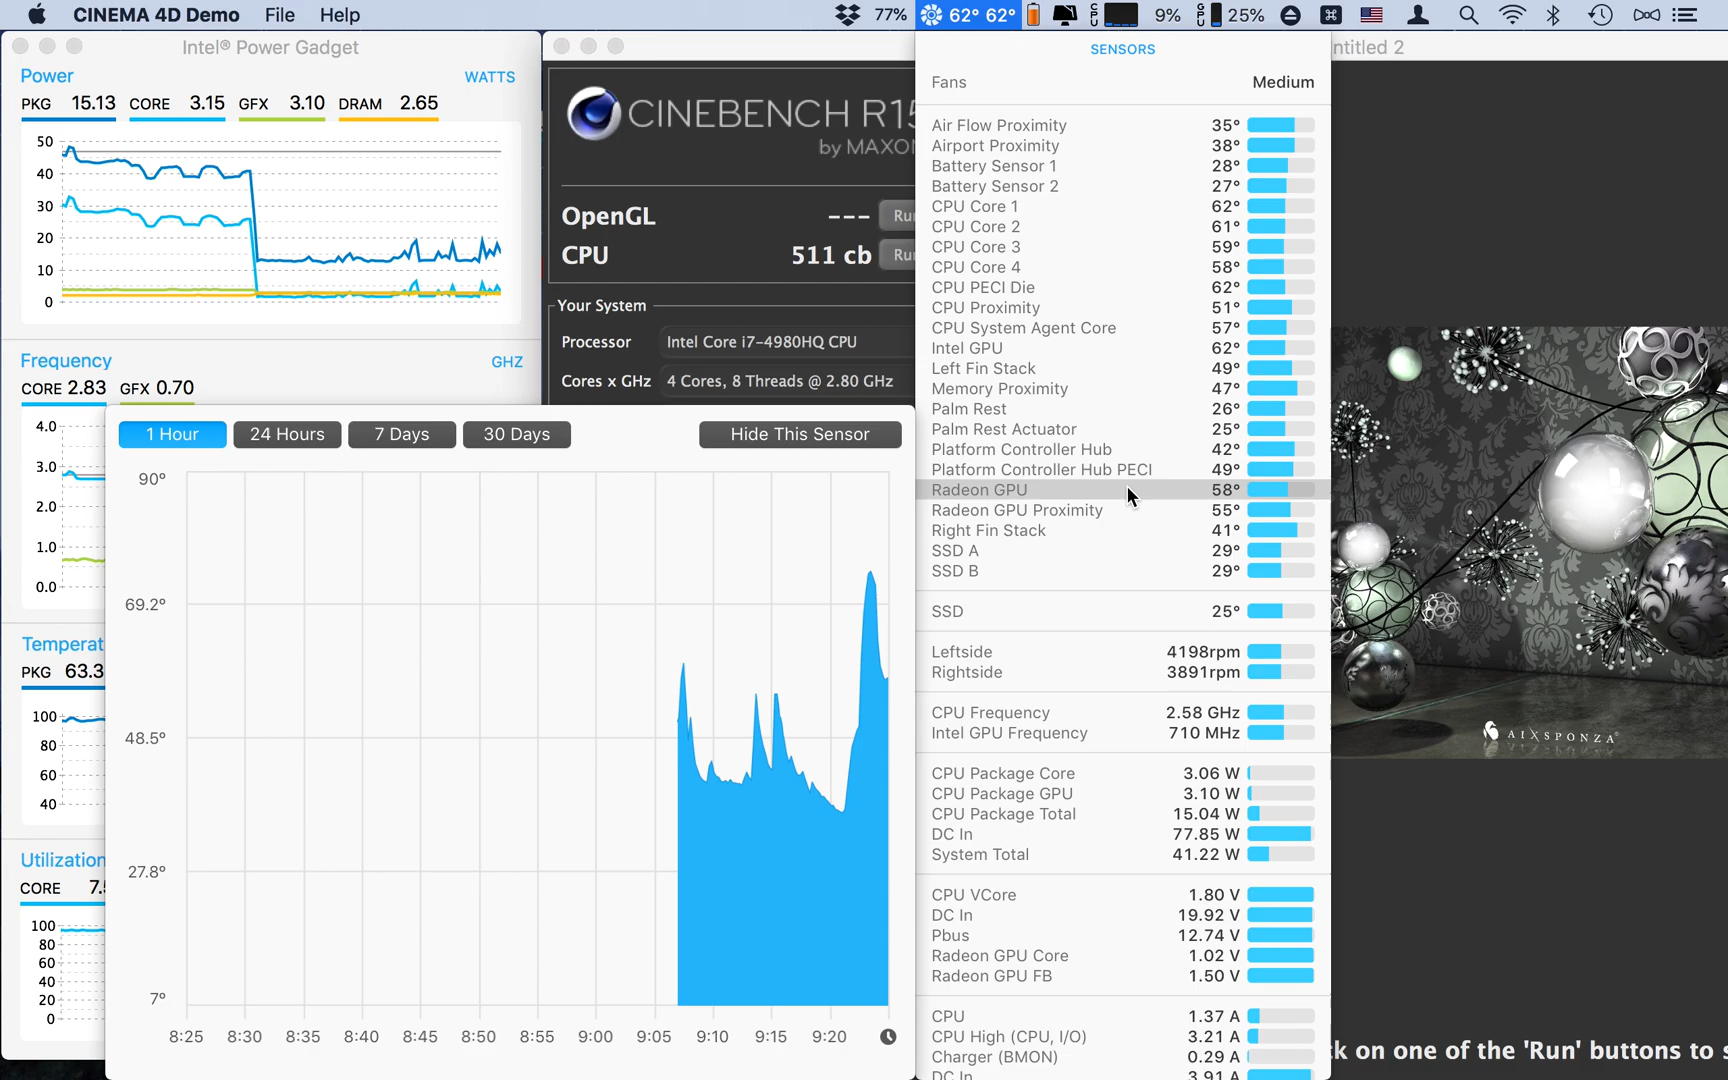 CINEMA 4D Demo File Help 77% 62° 62° CPU 9% GPU 25%
Intel® Power Gadget
Power WATTS
PKG 15.13 CORE 3.15 GFX 3.10 DRAM 2.65
50
40
30
20
10
0
Frequency GHZ
CORE 2.83 GFX 0.70
4.0
3.0
2.0
1.0
0.0
Temperat
PKG 63.3
100
80
60
40
Utilization
CORE 7.5
100
80
60
40
20
0
CINEBENCH R15
by MAXON
OpenGL --- Run
CPU 511 cb Run
Your System
Processor Intel Core i7-4980HQ CPU
Cores x GHz 4 Cores, 8 Threads @ 2.80 GHz
1 Hour 24 Hours 7 Days 30 Days Hide This Sensor
90°
69.2°
48.5°
27.8°
7°
8:25 8:30 8:35 8:40 8:45 8:50 8:55 9:00 9:05 9:10 9:15 9:20
SENSORS
Fans Medium
Air Flow Proximity 35°
Airport Proximity 38°
Battery Sensor 1 28°
Battery Sensor 2 27°
CPU Core 1 62°
CPU Core 2 61°
CPU Core 3 59°
CPU Core 4 58°
CPU PECI Die 62°
CPU Proximity 51°
CPU System Agent Core 57°
Intel GPU 62°
Left Fin Stack 49°
Memory Proximity 47°
Palm Rest 26°
Palm Rest Actuator 25°
Platform Controller Hub 42°
Platform Controller Hub PECI 49°
Radeon GPU 58°
Radeon GPU Proximity 55°
Right Fin Stack 41°
SSD A 29°
SSD B 29°
SSD 25°
Leftside 4198rpm
Rightside 3891rpm
CPU Frequency 2.58 GHz
Intel GPU Frequency 710 MHz
CPU Package Core 3.06 W
CPU Package GPU 3.10 W
CPU Package Total 15.04 W
DC In 77.85 W
System Total 41.22 W
CPU VCore 1.80 V
DC In 19.92 V
Pbus 12.74 V
Radeon GPU Core 1.02 V
Radeon GPU FB 1.50 V
CPU 1.37 A
CPU High (CPU, I/O) 3.21 A
Charger (BMON) 0.29 A
DC In 3.91 A
ntitled 2
AIXSPONZA
k on one of the 'Run' buttons to s